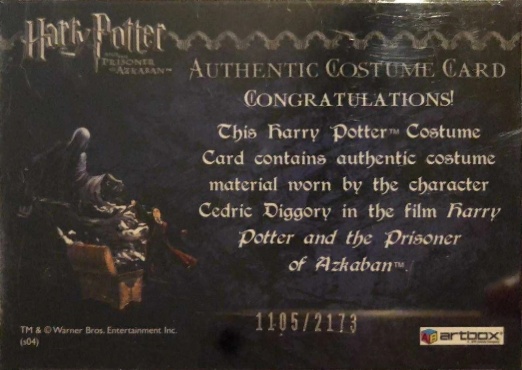 Harry Potter
AND THE
PRISONER
OF AZKABAN™
AUTHENTIC COSTUME CARD
CONGRATULATIONS!
This Harry Potter™ Costume
Card contains authentic costume
material worn by the character
Cedric Diggory in the film Harry
Potter and the Prisoner
of Azkaban™.
1105/2173
TM & © Warner Bros. Entertainment Inc.
(s04)
artbox